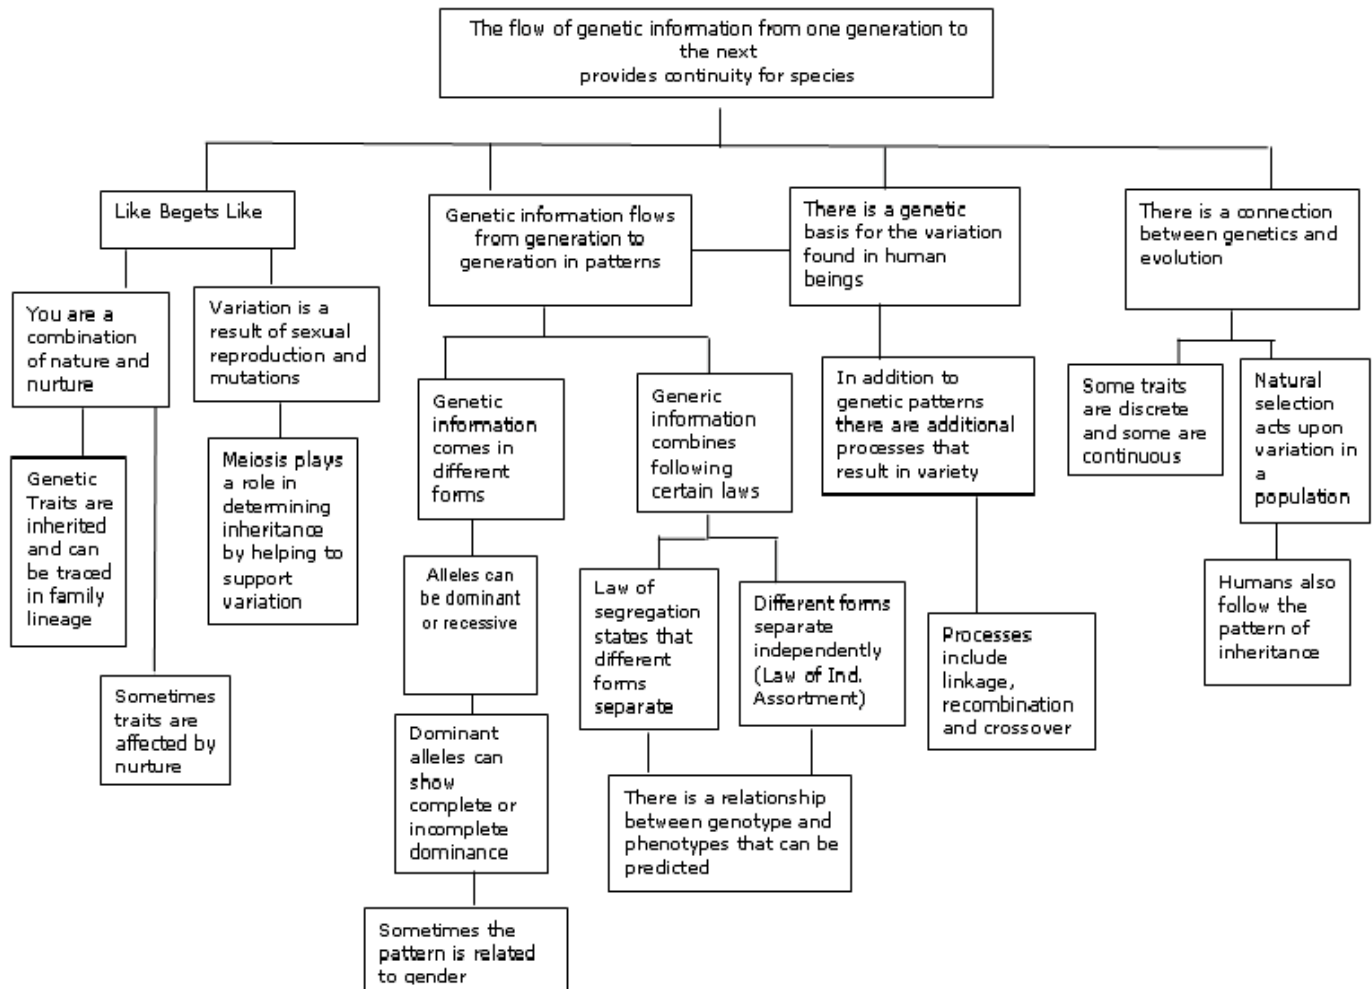 The flow of genetic information from one generation to
the next
provides continuity for species
Like Begets Like
Genetic information flows
from generation to
generation in patterns
There is a genetic
basis for the variation
found in human
beings
There is a connection
between genetics and
evolution
You are a
combination
of nature and
nurture
Variation is a
result of sexual
reproduction and
mutations
Genetic
information
comes in
different
forms
Generic
information
combines
following
certain laws
In addition to
genetic patterns
there are additional
processes that
result in variety
Some traits
are discrete
and some are
continuous
Natural
selection
acts upon
variation in
a
population
Genetic
Traits are
inherited
and can
be traced
in family
lineage
Meiosis plays
a role in
determining
inheritance
by helping to
support
variation
Alleles can
be dominant
or recessive
Law of
segregation
states that
different
forms
separate
Different forms
separate
independently
(Law of Ind.
Assortment)
Processes
include
linkage,
recombination
and crossover
Humans also
follow the
pattern of
inheritance
Sometimes
traits are
affected by
nurture
Dominant
alleles can
show
complete or
incomplete
dominance
There is a relationship
between genotype and
phenotypes that can be
predicted
Sometimes the
pattern is related
to gender